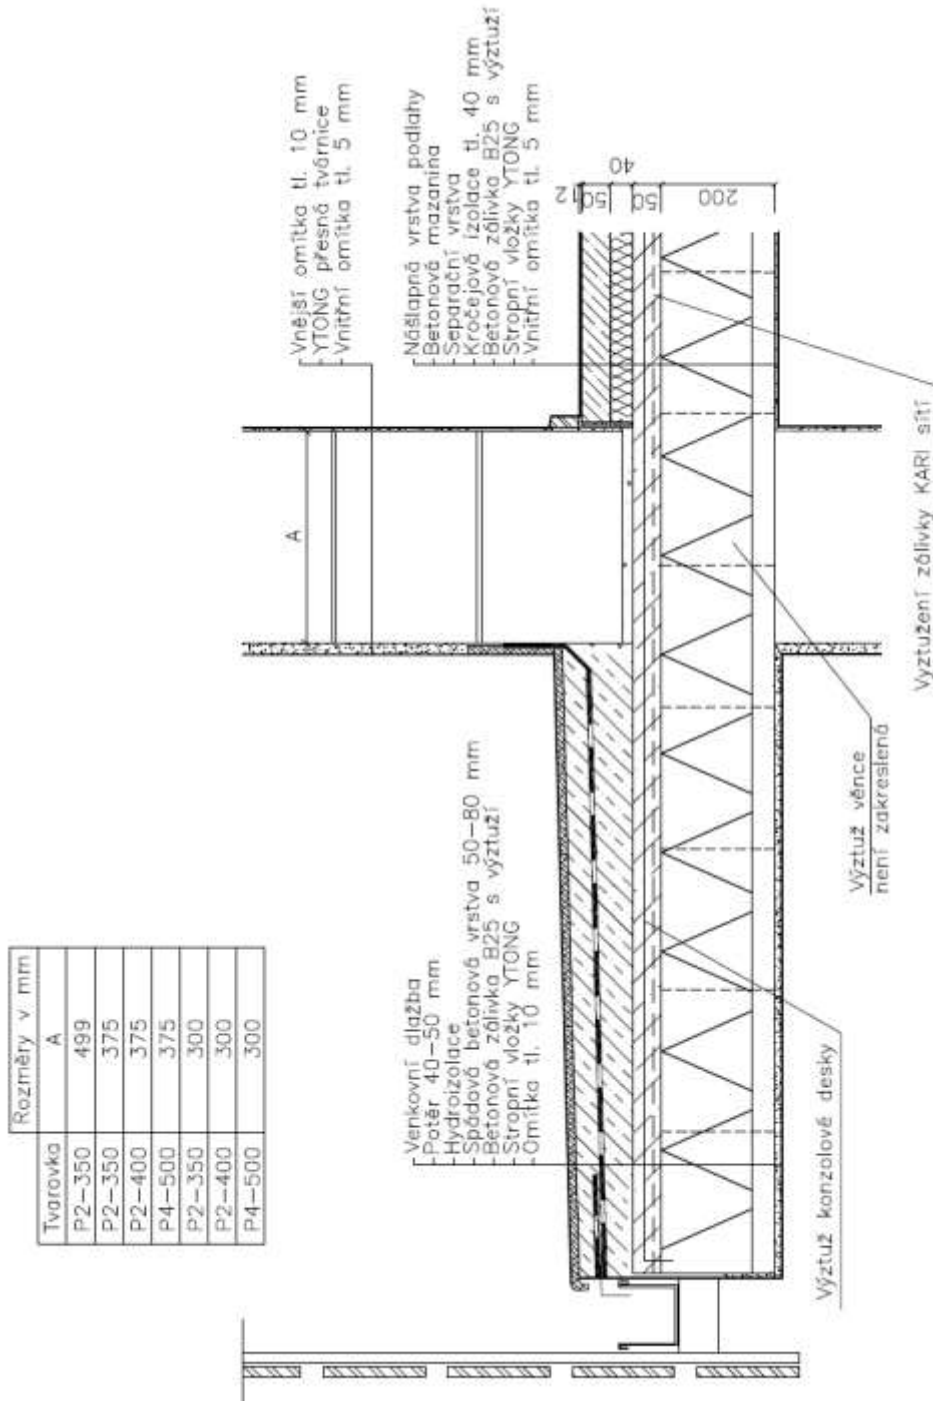 Rozměry v mm
Tvarovka A
P2-350 499
P2-350 375
P2-400 375
P4-500 375
P2-350 300
P2-400 300
P4-500 300
Venkovní dlažba
Potěr 40-50 mm
Hydroizolace
Spádová betonová vrstva 50-80 mm
Betonová zálivka B25 s výztuží
Stropní vložky YTONG
Omítka tl. 10 mm
Vnější omítka tl. 10 mm
YTONG přesná tvárnice
Vnitřní omítka tl. 5 mm
A
Nášlapná vrstva podlahy
Betonová mazanina
Separační vrstva
Kročejová izolace tl. 40 mm
Betonová zálivka B25 s výztuží
Stropní vložky YTONG
Vnitřní omítka tl. 5 mm
12
50
40
50
200
Výztuž konzolové desky
Výztuž věnce
není zakreslená
Vyztužení zálivky KARI sítí